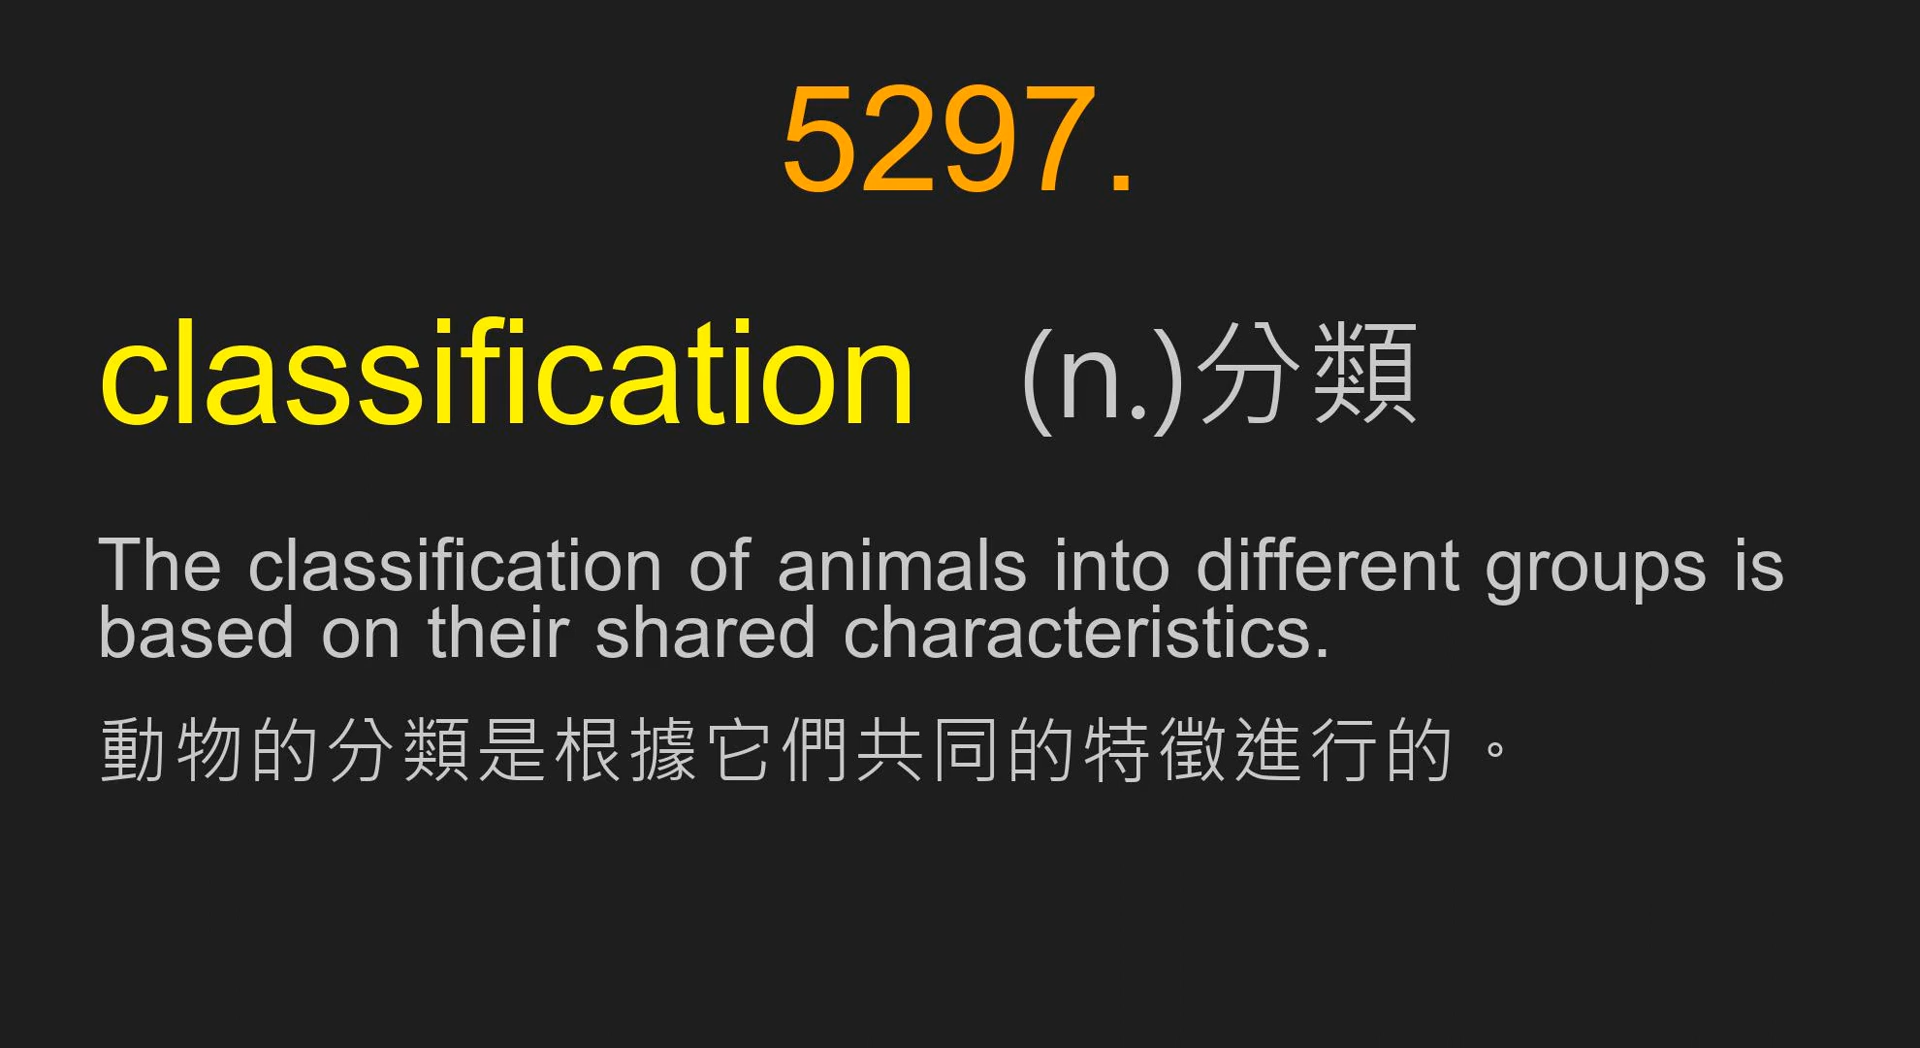 5297.
classification (n.)分類
The classification of animals into different groups is
based on their shared characteristics.
動物的分類是根據它們共同的特徵進行的。